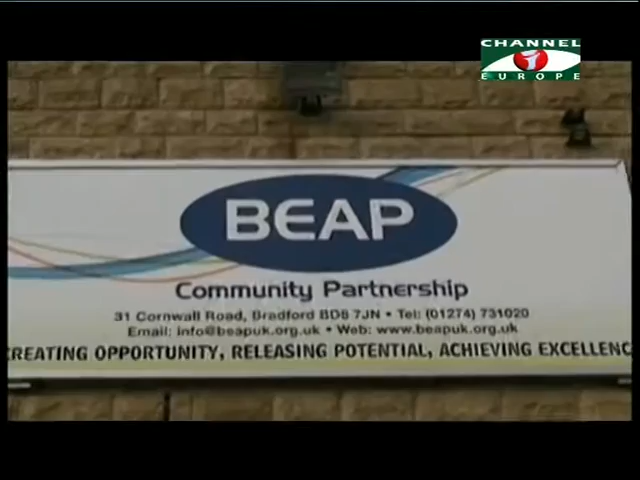 CHANNEL
i
EUROPE
BEAP
Community Partnership
31 Cornwall Road, Bradford BD8 7JN • Tel: (01274) 731020
Email: info@beapuk.org.uk • Web: www.beapuk.org.uk
CREATING OPPORTUNITY, RELEASING POTENTIAL, ACHIEVING EXCELLENC